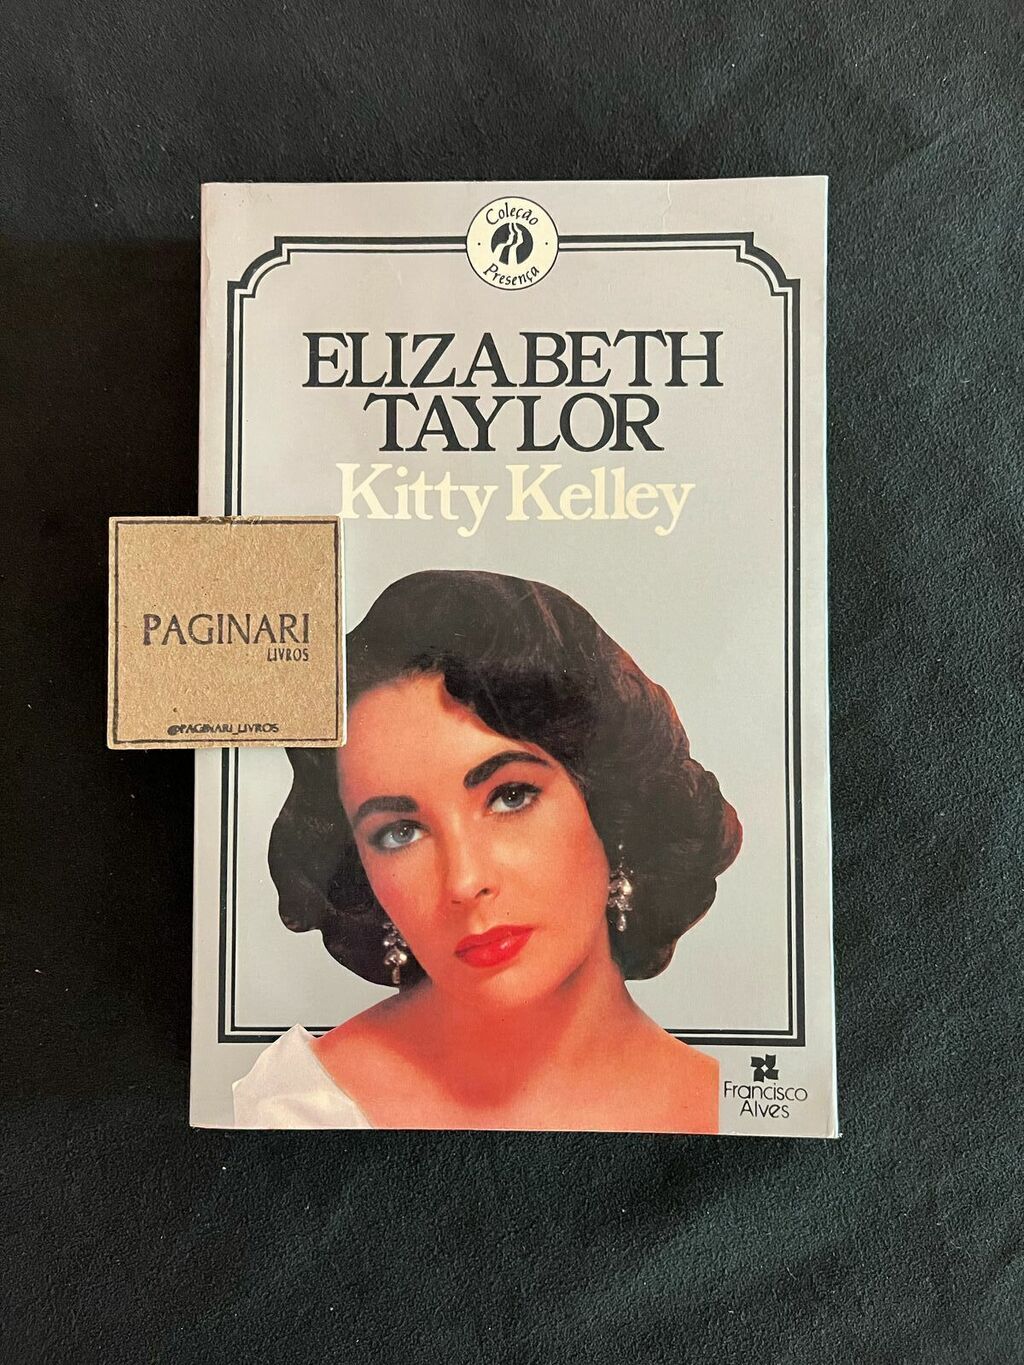 Coleção
Presença
ELIZABETH
TAYLOR
Kitty Kelley
PAGINARI
LIVROS
@PAGINARI_LIVROS
Francisco
Alves